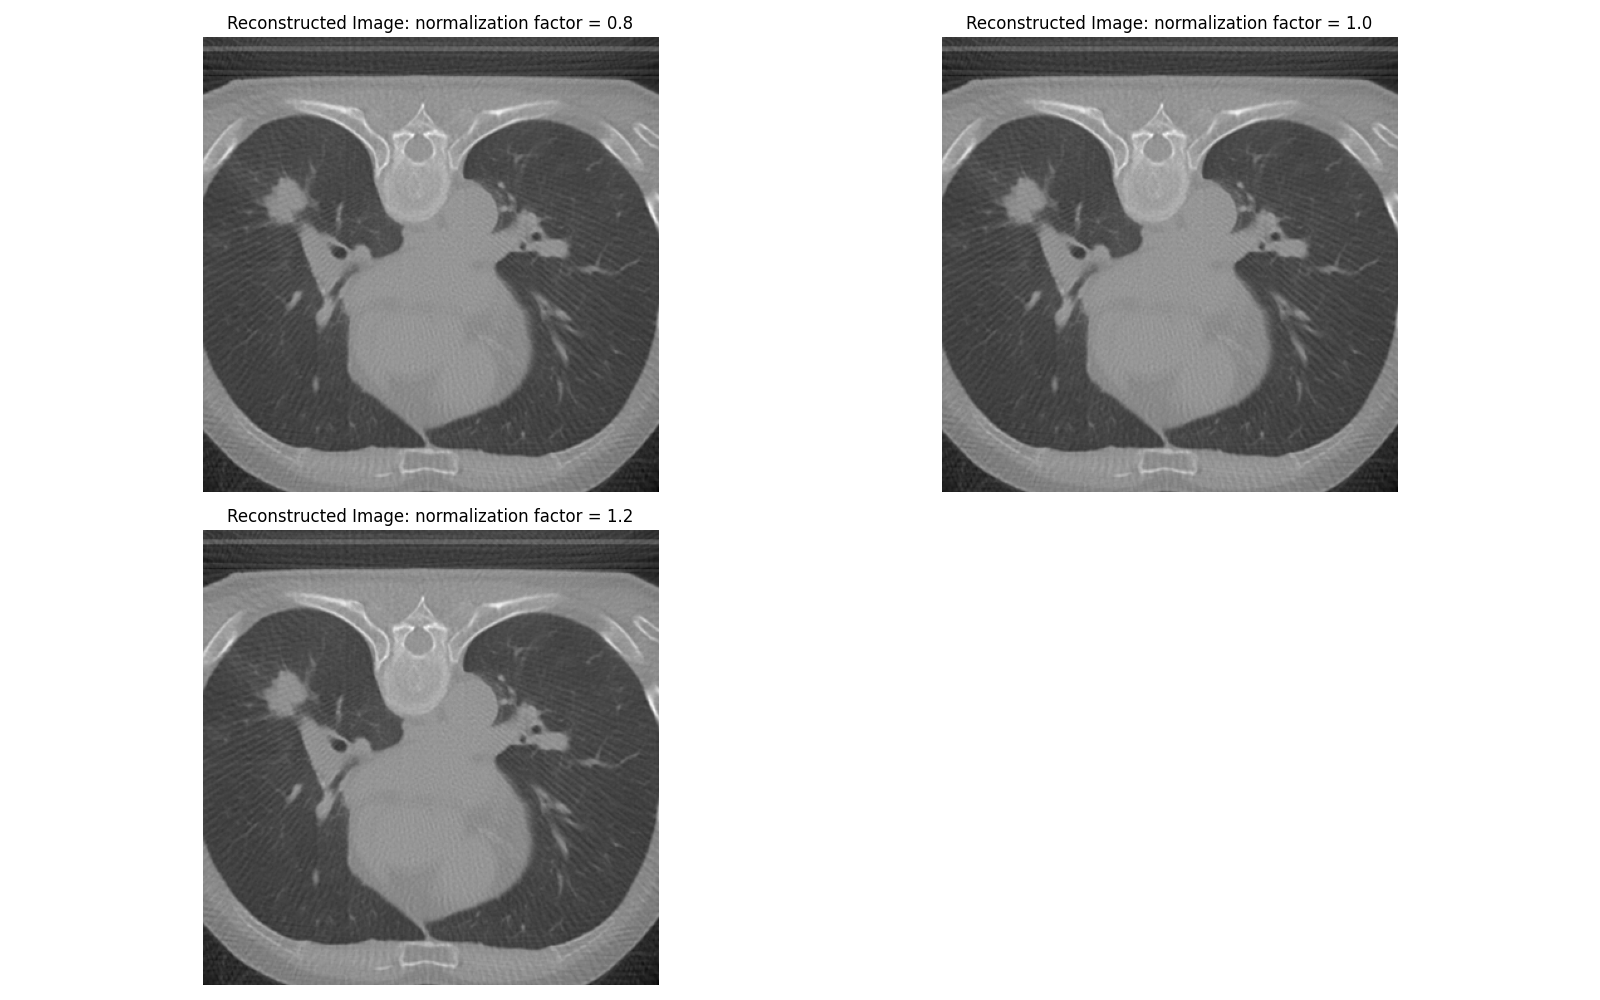 Reconstructed Image: normalization factor = 0.8
Reconstructed Image: normalization factor = 1.0
Reconstructed Image: normalization factor = 1.2